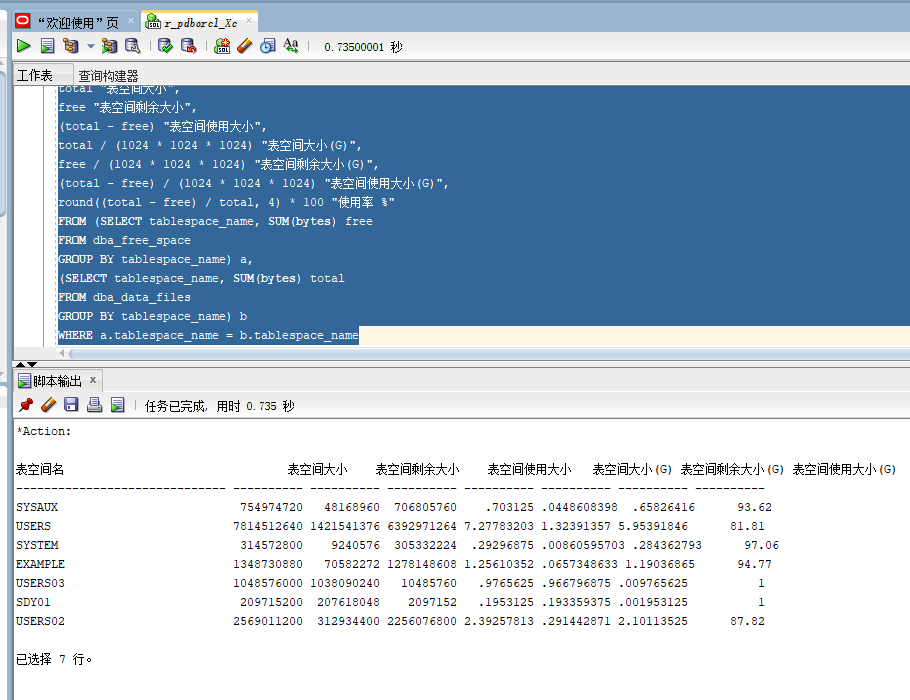 “欢迎使用”页 ×
r_pdborcl_Xc ×
0.73500001 秒
工作表 查询构建器
total "表空间大小",
free "表空间剩余大小",
(total - free) "表空间使用大小",
total / (1024 * 1024 * 1024) "表空间大小(G)",
free / (1024 * 1024 * 1024) "表空间剩余大小(G)",
(total - free) / (1024 * 1024 * 1024) "表空间使用大小(G)",
round((total - free) / total, 4) * 100 "使用率 %"
FROM (SELECT tablespace_name, SUM(bytes) free
FROM dba_free_space
GROUP BY tablespace_name) a,
(SELECT tablespace_name, SUM(bytes) total
FROM dba_data_files
GROUP BY tablespace_name) b
WHERE a.tablespace_name = b.tablespace_name
脚本输出 ×
任务已完成, 用时 0.735 秒
*Action:
表空间名 表空间大小 表空间剩余大小 表空间使用大小 表空间大小(G) 表空间剩余大小(G) 表空间使用大小(G)
------------------------------ ---------- ---------- ---------- ---------- ---------- ---------- ----------
SYSAUX 754974720 48168960 706805760 .703125 .0448608398 .65826416 93.62
USERS 7814512640 1421541376 6392971264 7.27783203 1.32391357 5.95391846 81.81
SYSTEM 314572800 9240576 305332224 .29296875 .00860595703 .284362793 97.06
EXAMPLE 1348730880 70582272 1278148608 1.25610352 .0657348633 1.19036865 94.77
USERS03 1048576000 1038090240 10485760 .9765625 .966796875 .009765625 1
SDY01 209715200 207618048 2097152 .1953125 .193359375 .001953125 1
USERS02 2569011200 312934400 2256076800 2.39257813 .291442871 2.10113525 87.82
已选择 7 行。